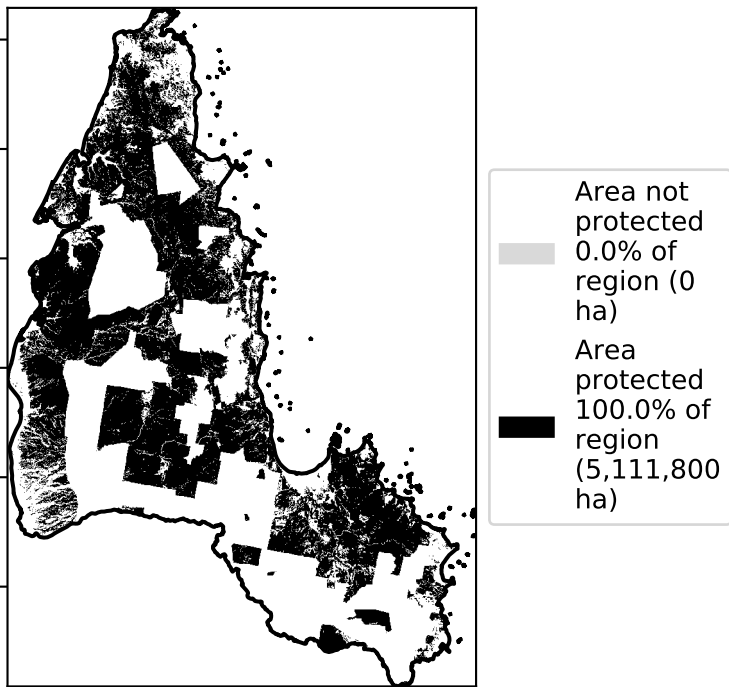 Area not
protected
0.0% of
region (0
ha)
Area
protected
100.0% of
region
(5,111,800
ha)